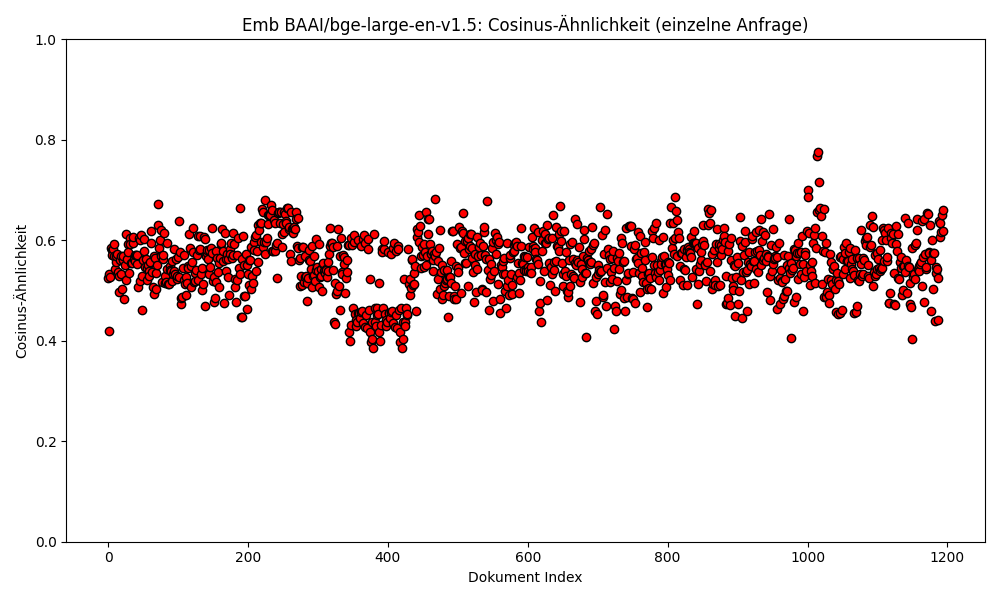 Emb BAAI/bge-large-en-v1.5: Cosinus-Ähnlichkeit (einzelne Anfrage)
Cosinus-Ähnlichkeit
1.0
0.8
0.6
0.4
0.2
0.0
0 200 400 600 800 1000 1200
Dokument Index